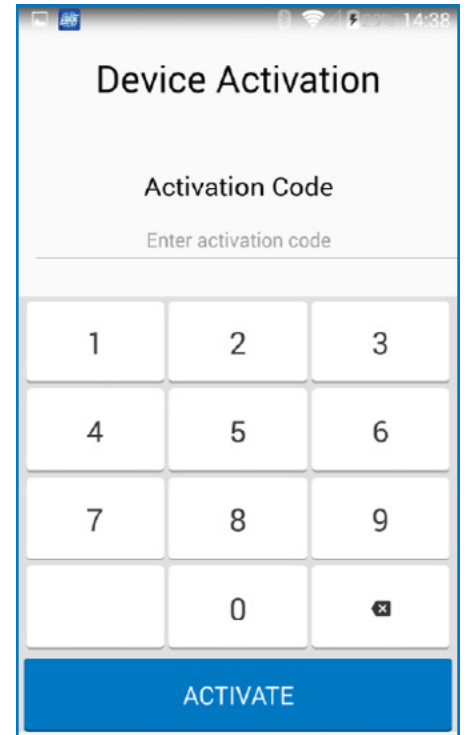 14:38
Device Activation
Activation Code
Enter activation code
1 2 3
4 5 6
7 8 9
0
ACTIVATE